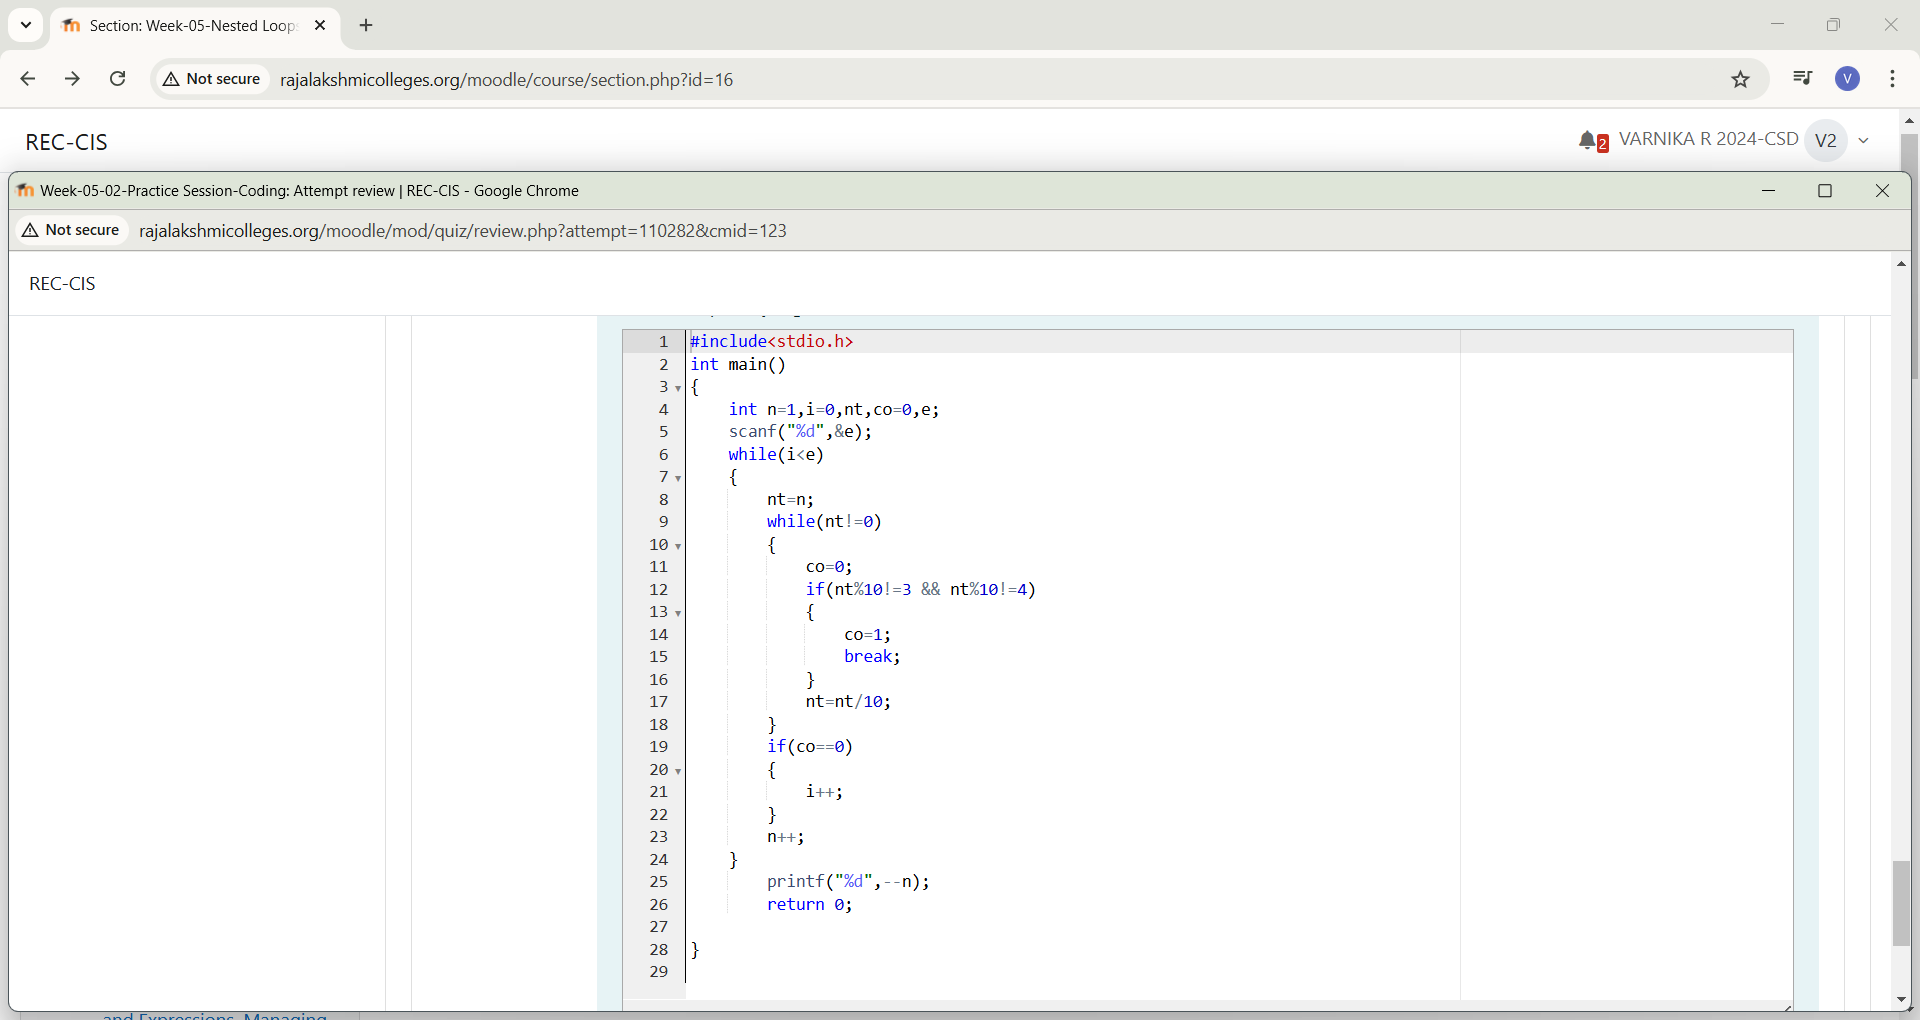 Section: Week-05-Nested Loop
Not secure
rajalakshmicolleges.org/moodle/course/section.php?id=16
V
REC-CIS
2
VARNIKA R 2024-CSD
V2
Week-05-02-Practice Session-Coding: Attempt review | REC-CIS - Google Chrome
Not secure
rajalakshmicolleges.org/moodle/mod/quiz/review.php?attempt=110282&cmid=123
REC-CIS
1 #include<stdio.h>
2 int main()
3 {
4 int n=1,i=0,nt,co=0,e;
5 scanf("%d",&e);
6 while(i<e)
7 {
8 nt=n;
9 while(nt!=0)
10 {
11 co=0;
12 if(nt%10!=3 && nt%10!=4)
13 {
14 co=1;
15 break;
16 }
17 nt=nt/10;
18 }
19 if(co==0)
20 {
21 i++;
22 }
23 n++;
24 }
25 printf("%d",--n);
26 return 0;
27
28 }
29
and Expressions, Managing